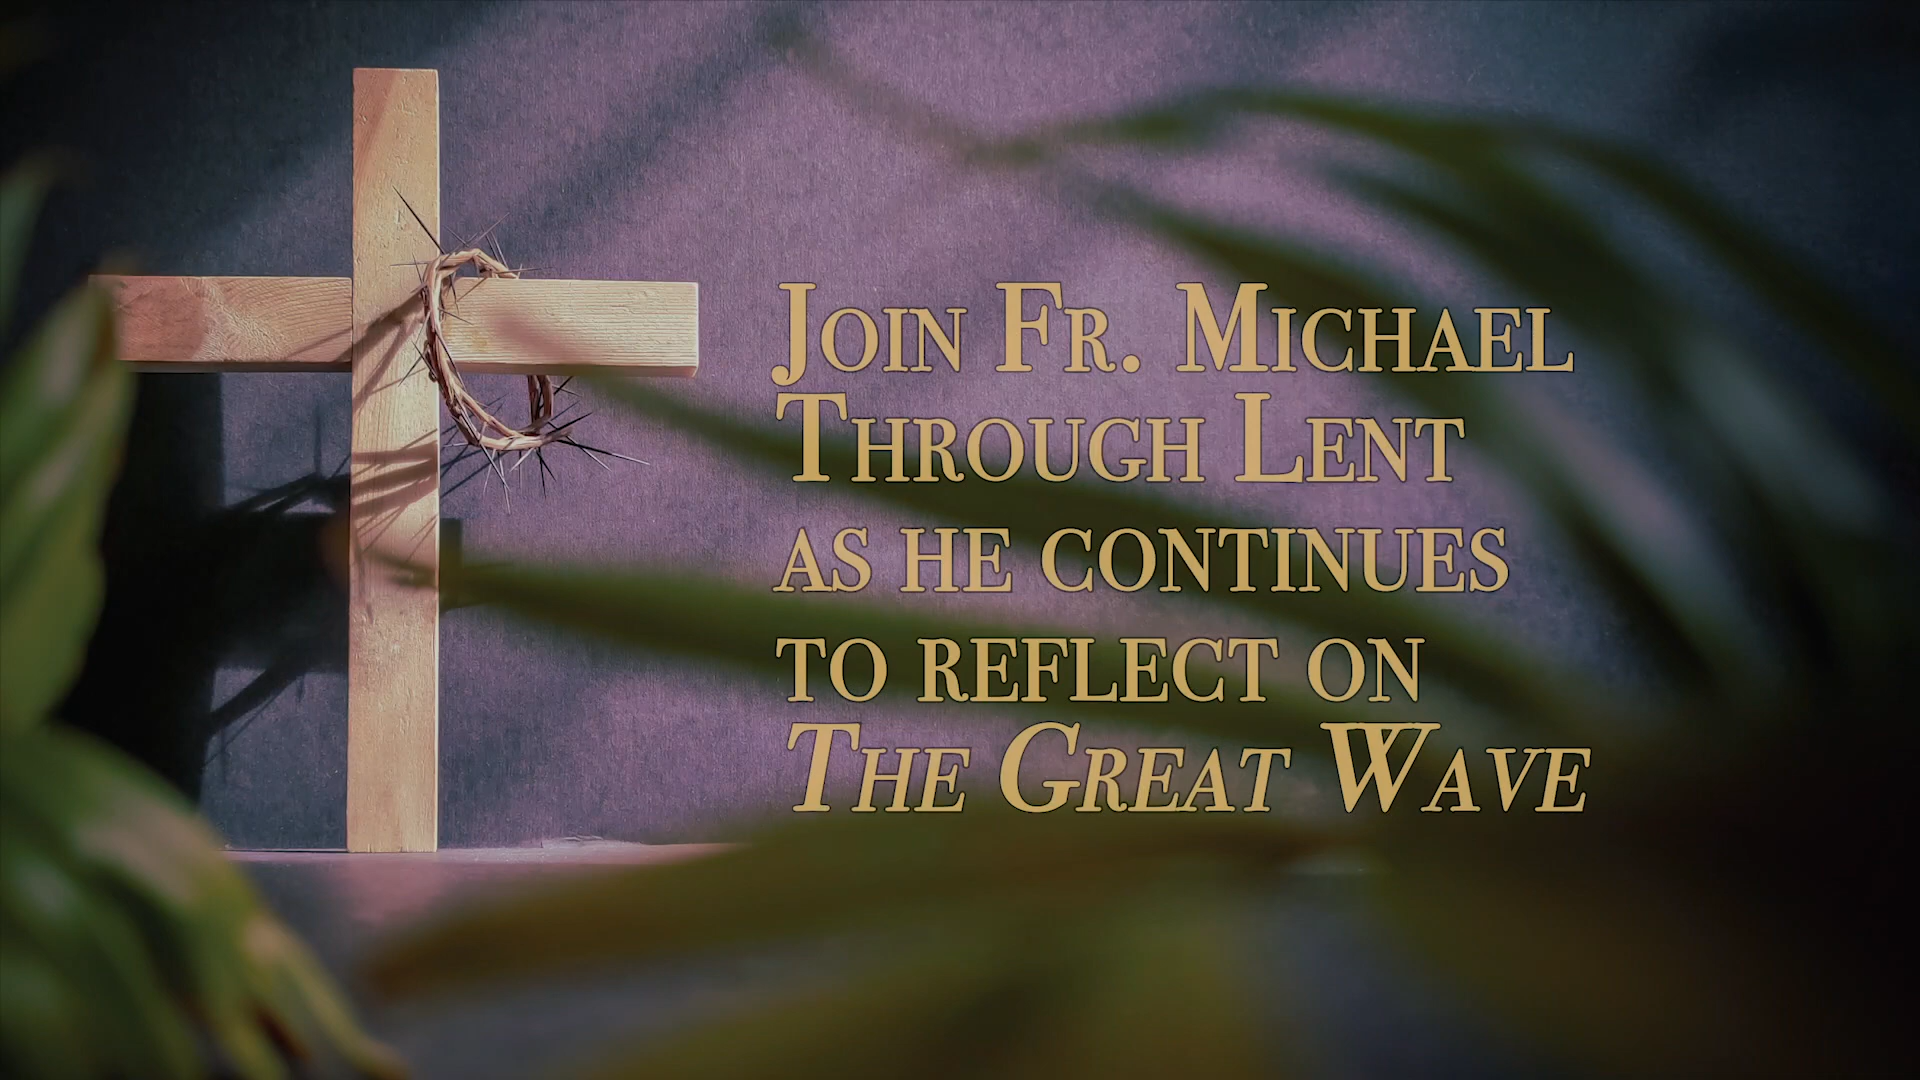 Join Fr. Michael
Through Lent
as he continues
to reflect on
The Great Wave